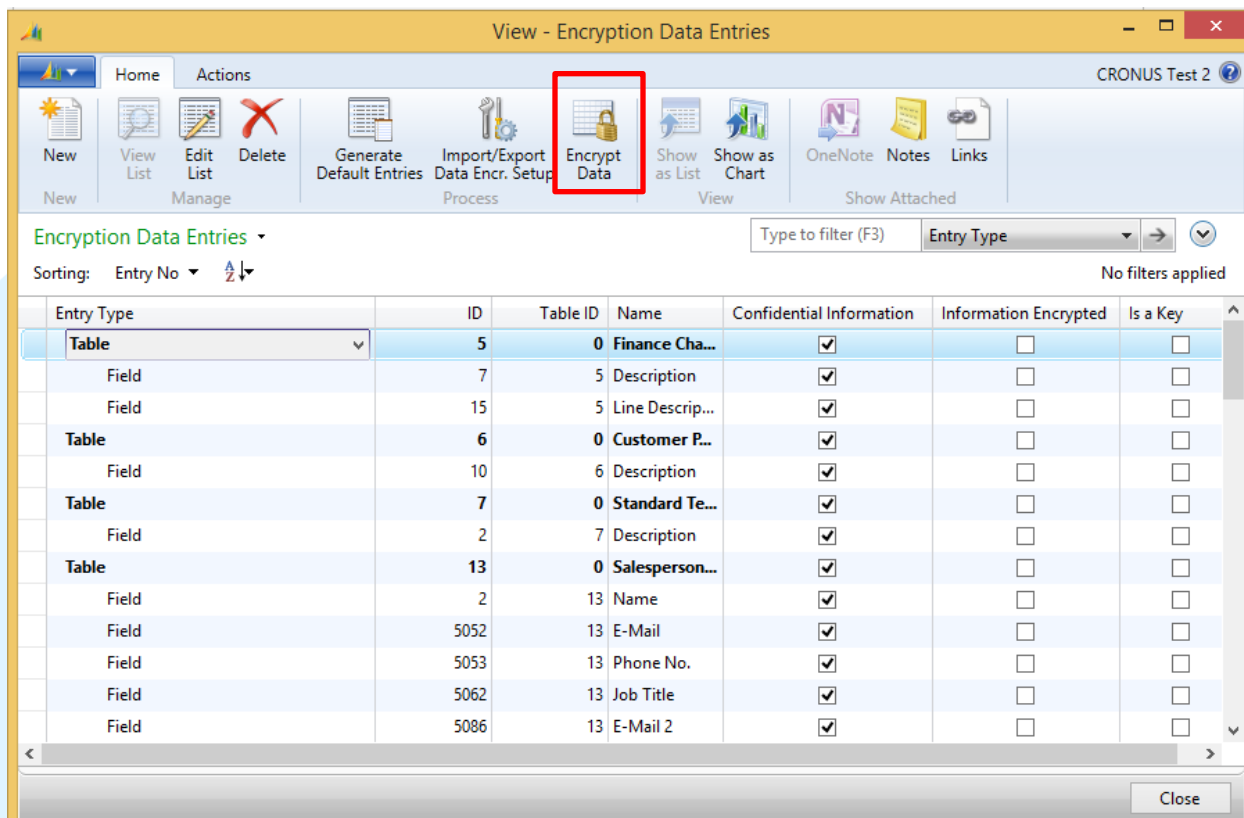 View - Encryption Data Entries
Home Actions CRONUS Test 2
New View List Edit List Delete Generate Default Entries Import/Export Data Encr. Setup Encrypt Data Show as List Show as Chart OneNote Notes Links
New Manage Process View Show Attached
Encryption Data Entries Type to filter (F3) Entry Type
Sorting: Entry No A Z No filters applied
Entry Type ID Table ID Name Confidential Information Information Encrypted Is a Key
Table 5 0 Finance Cha...
Field 7 5 Description
Field 15 5 Line Descrip...
Table 6 0 Customer P...
Field 10 6 Description
Table 7 0 Standard Te...
Field 2 7 Description
Table 13 0 Salesperson...
Field 2 13 Name
Field 5052 13 E-Mail
Field 5053 13 Phone No.
Field 5062 13 Job Title
Field 5086 13 E-Mail 2
Close